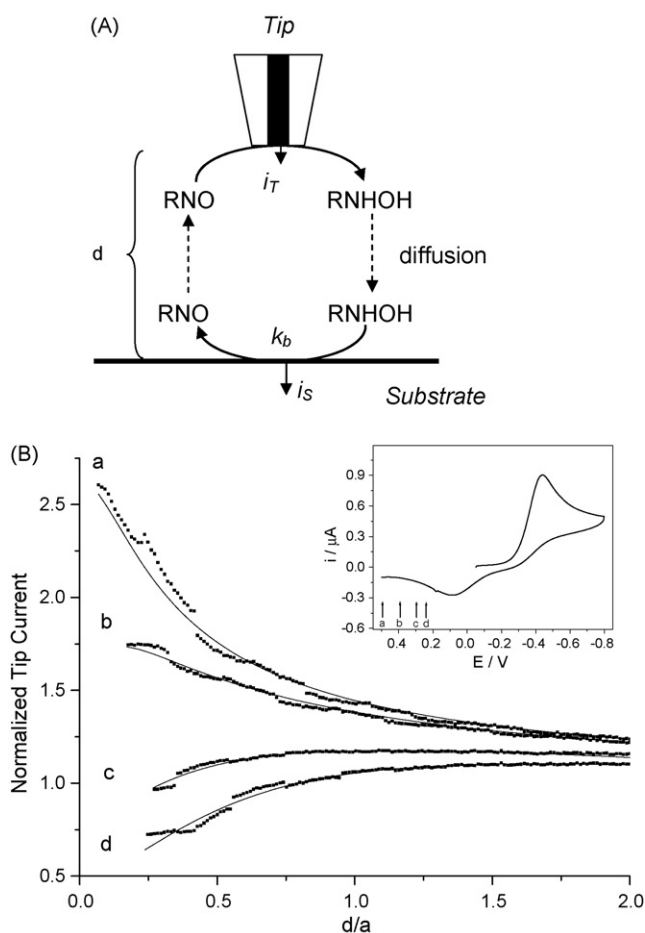 (A)
Tip
iT
RNO
RNHOH
d
diffusion
RNO
RNHOH
kb
iS
Substrate
(B)
a
b
c
d
Normalized Tip Current
2.5
2.0
1.5
1.0
0.5
0.0
0.5
1.0
1.5
2.0
d/a
i / μA
0.9
0.6
0.3
0.0
-0.3
-0.6
a
b
c
d
0.4
0.2
0.0
-0.2
-0.4
-0.6
-0.8
E / V